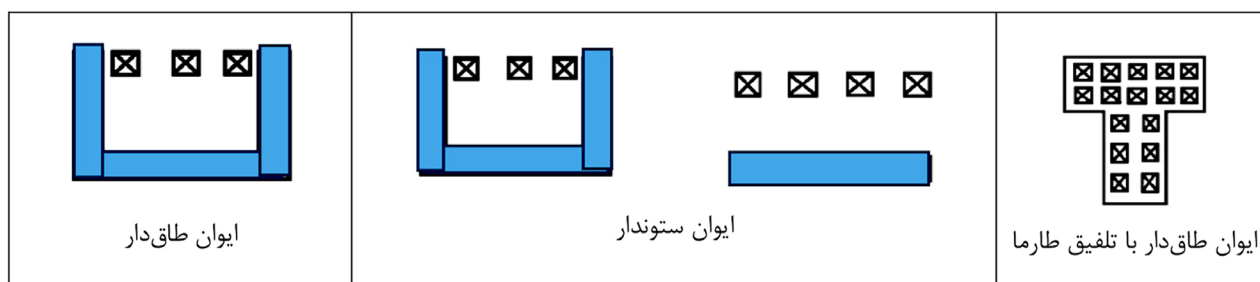 ایوان طاق‌دار با تلفیق طارما
ایوان ستوندار
ایوان طاق‌دار